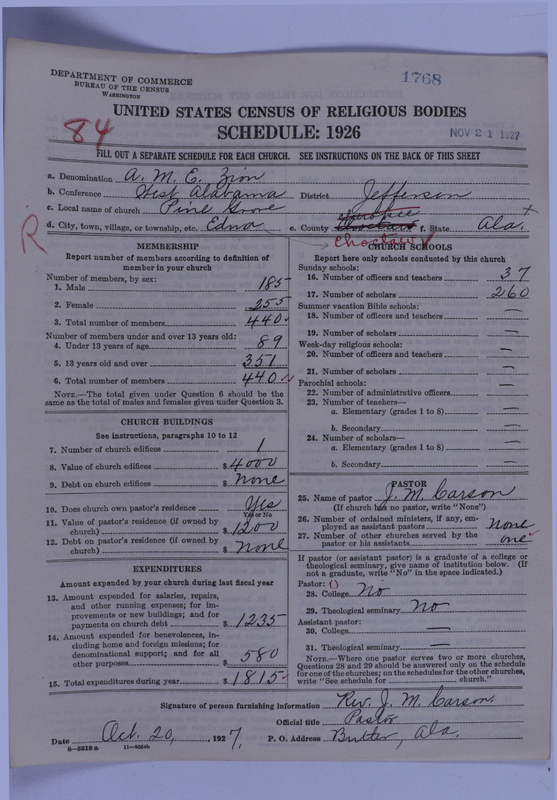 1768
DEPARTMENT OF COMMERCE
BUREAU OF THE CENSUS
WASHINGTON
UNITED STATES CENSUS OF RELIGIOUS BODIES
84
SCHEDULE: 1926
NOV 21 1927
FILL OUT A SEPARATE SCHEDULE FOR EACH CHURCH. SEE INSTRUCTIONS ON THE BACK OF THIS SHEET
a. Denomination A. M. E. Zion
b. Conference West Alabama District Jefferson
c. Local name of church Pine Grove
d. City, town, village, or township, etc. Edna e. County Choctaw f. State Ala. x
R
Choctaw
MEMBERSHIP
Report number of members according to definition of
member in your church
Number of members, by sex:
1. Male 185
2. Female 255
3. Total number of members 440
Number of members under and over 13 years old:
4. Under 13 years of age 89
5. 13 years old and over 351
6. Total number of members 440
NOTE.—The total given under Question 6 should be the
same as the total of males and females given under Question 3.
CHURCH BUILDINGS
See instructions, paragraphs 10 to 12
7. Number of church edifices 1
8. Value of church edifices $ 4000
9. Debt on church edifices $ none
10. Does church own pastor's residence Yes
Yes or No
11. Value of pastor's residence (if owned by
church) $ 1200
12. Debt on pastor's residence (if owned by
church) $ none
EXPENDITURES
Amount expended by your church during last fiscal year
13. Amount expended for salaries, repairs,
and other running expenses; for im-
provements or new buildings; and for
payments on church debt $ 1235
14. Amount expended for benevolences, in-
cluding home and foreign missions; for
denominational support; and for all
other purposes $ 580
15. Total expenditures during year $ 1815
CHURCH SCHOOLS
Report here only schools conducted by this church
Sunday schools:
16. Number of officers and teachers 37
17. Number of scholars 260
Summer vacation Bible schools:
18. Number of officers and teachers —
19. Number of scholars —
Week-day religious schools:
20. Number of officers and teachers —
21. Number of scholars —
Parochial schools:
22. Number of administrative officers —
23. Number of teachers—
a. Elementary (grades 1 to 8) —
b. Secondary —
24. Number of scholars—
a. Elementary (grades 1 to 8) —
b. Secondary —
PASTOR
25. Name of pastor J. M. Carson
(If church has no pastor, write "None")
26. Number of ordained ministers, if any, em-
ployed as assistant pastors none
27. Number of other churches served by the
pastor or his assistants one
If pastor (or assistant pastor) is a graduate of a college or
theological seminary, give name of institution below. (If
not a graduate, write "No" in the space indicated.)
Pastor: 0
28. College No
29. Theological seminary No
Assistant pastor:
30. College —
31. Theological seminary —
NOTE.—Where one pastor serves two or more churches,
Questions 28 and 29 should be answered only on the schedule
for one of the churches; on the schedules for the other churches,
write "See schedule for church."
Signature of person furnishing information Rev. J. M. Carson.
Official title Pastor
Date Oct. 20, 1927. P. O. Address Butler, Ala.